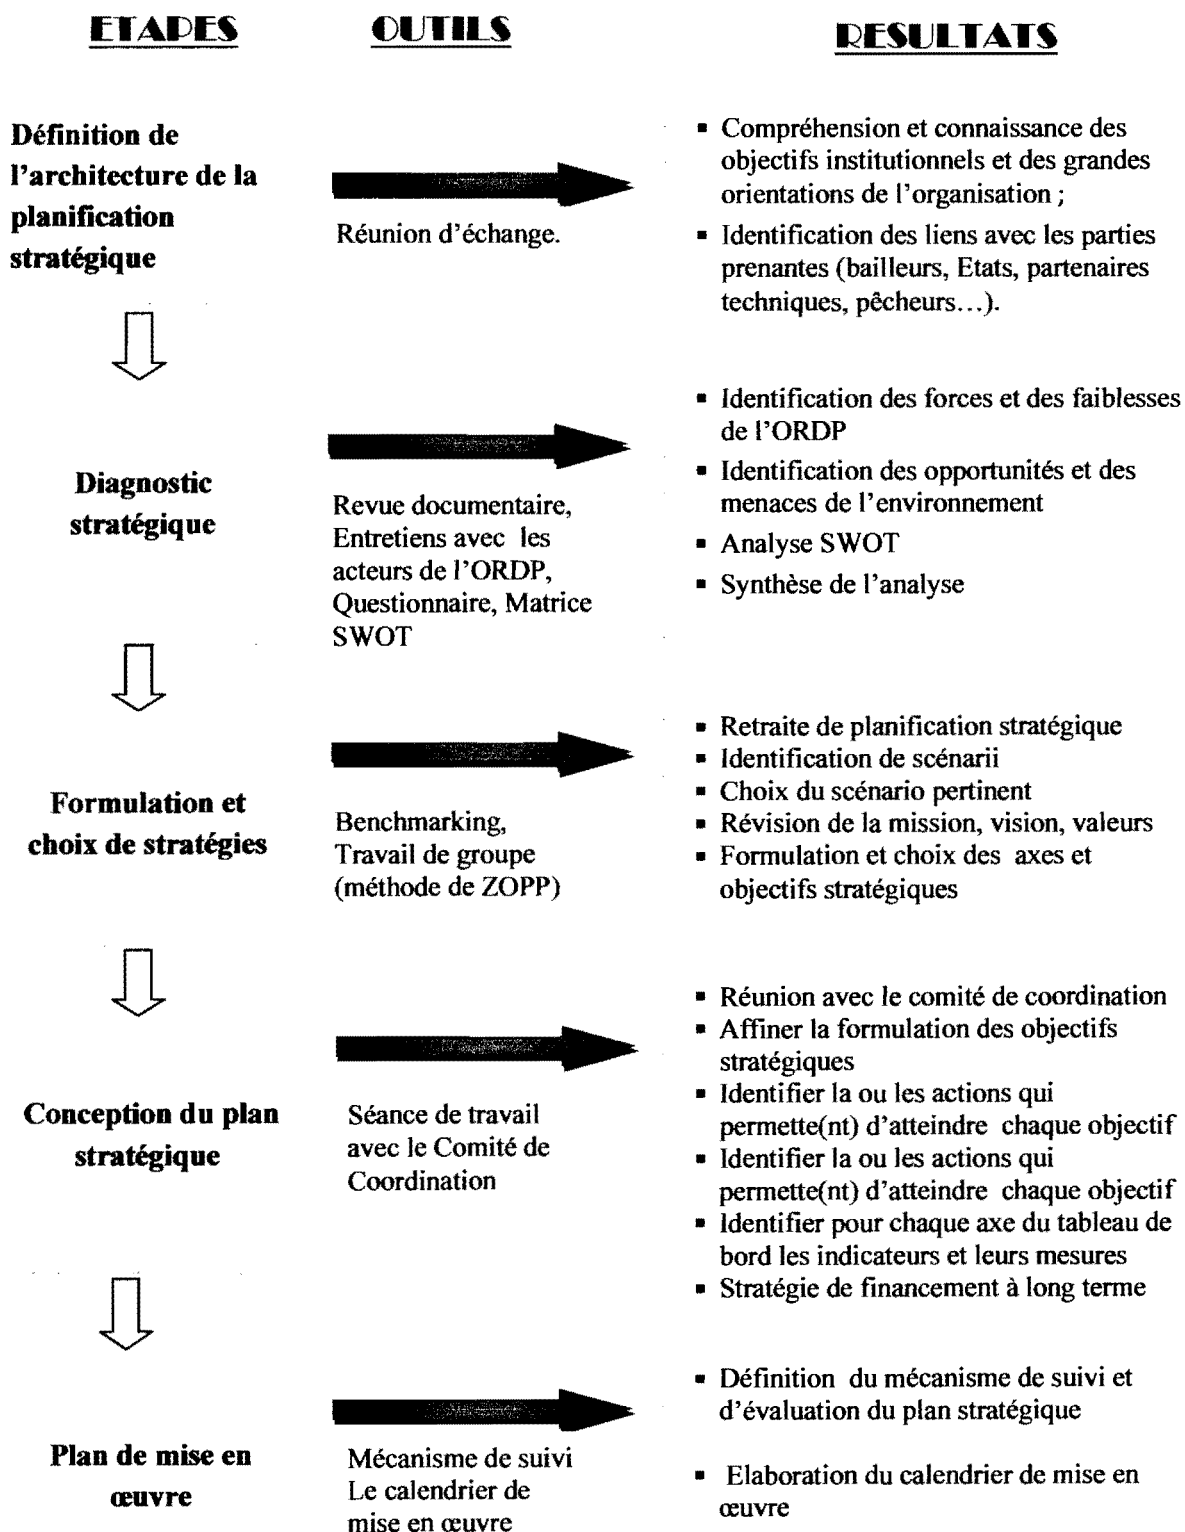 ETAPES OUTILS RESULTATS
Définition de
l'architecture de la
planification
stratégique
Réunion d'échange.
▪ Compréhension et connaissance des
objectifs institutionnels et des grandes
orientations de l'organisation ;
▪ Identification des liens avec les parties
prenantes (bailleurs, Etats, partenaires
techniques, pêcheurs…).
Diagnostic
stratégique
Revue documentaire,
Entretiens avec les
acteurs de l'ORDP,
Questionnaire, Matrice
SWOT
▪ Identification des forces et des faiblesses
de l'ORDP
▪ Identification des opportunités et des
menaces de l'environnement
▪ Analyse SWOT
▪ Synthèse de l'analyse
Formulation et
choix de stratégies
Benchmarking,
Travail de groupe
(méthode de ZOPP)
▪ Retraite de planification stratégique
▪ Identification de scénarii
▪ Choix du scénario pertinent
▪ Révision de la mission, vision, valeurs
▪ Formulation et choix des axes et
objectifs stratégiques
Conception du plan
stratégique
Séance de travail
avec le Comité de
Coordination
▪ Réunion avec le comité de coordination
▪ Affiner la formulation des objectifs
stratégiques
▪ Identifier la ou les actions qui
permette(nt) d'atteindre chaque objectif
▪ Identifier la ou les actions qui
permette(nt) d'atteindre chaque objectif
▪ Identifier pour chaque axe du tableau de
bord les indicateurs et leurs mesures
▪ Stratégie de financement à long terme
Plan de mise en
œuvre
Mécanisme de suivi
Le calendrier de
mise en œuvre
▪ Définition du mécanisme de suivi et
d'évaluation du plan stratégique
▪ Elaboration du calendrier de mise en
œuvre